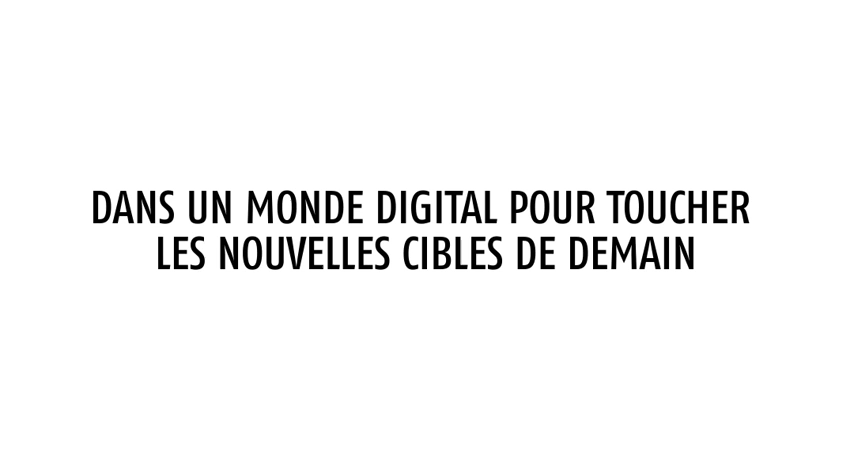 DANS UN MONDE DIGITAL POUR TOUCHER
LES NOUVELLES CIBLES DE DEMAIN